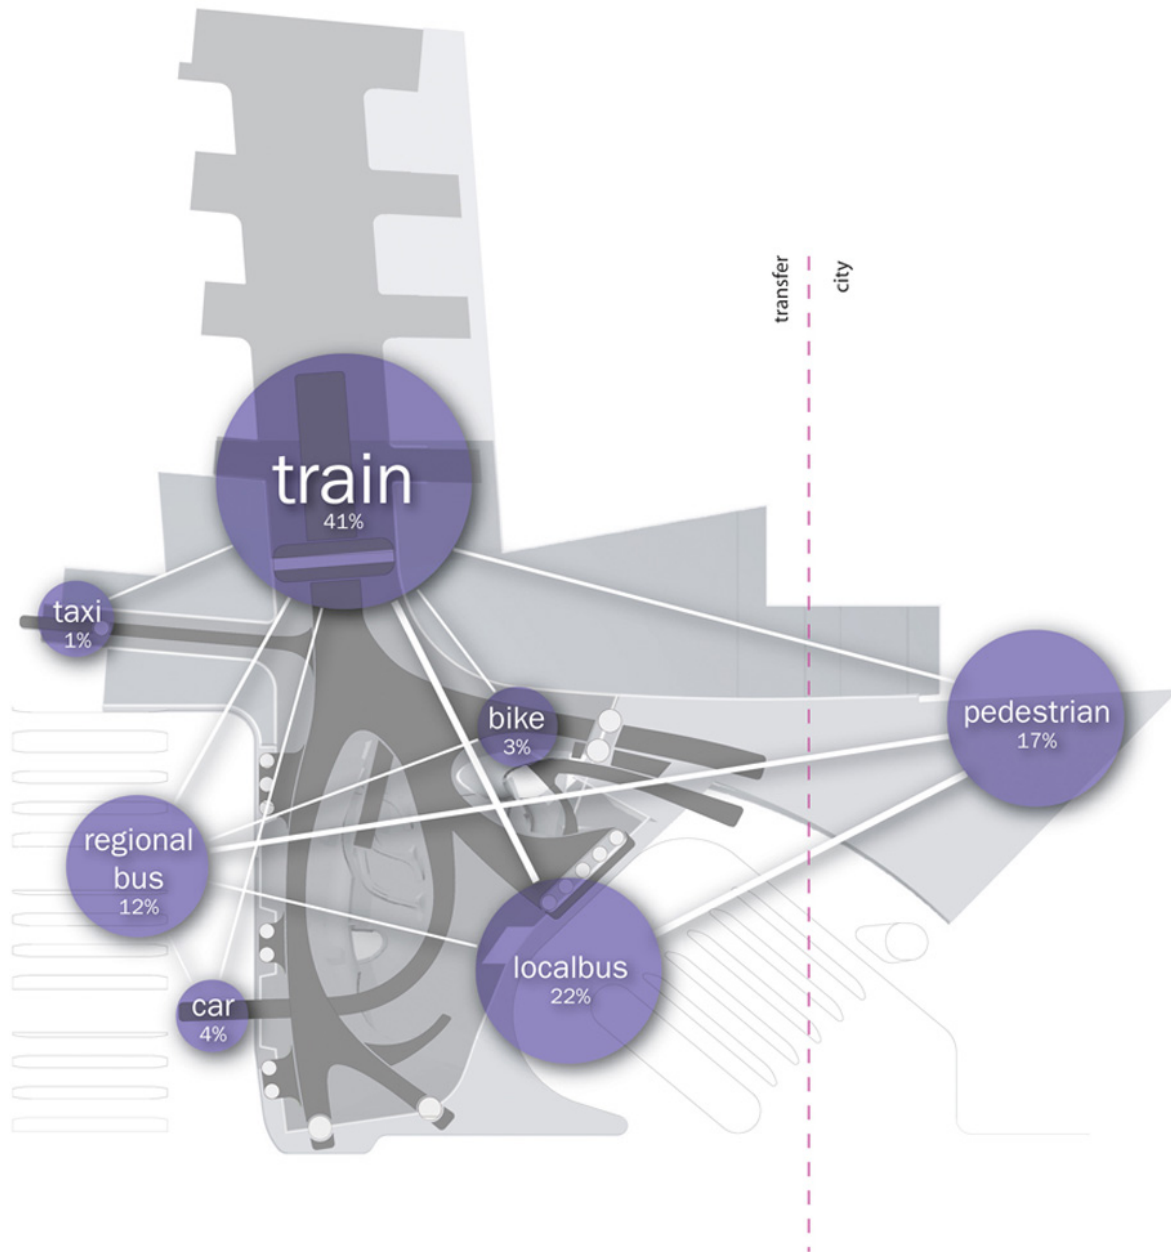 transfer
city
train
41%
taxi
1%
bike
3%
pedestrian
17%
regional
bus
12%
localbus
22%
car
4%